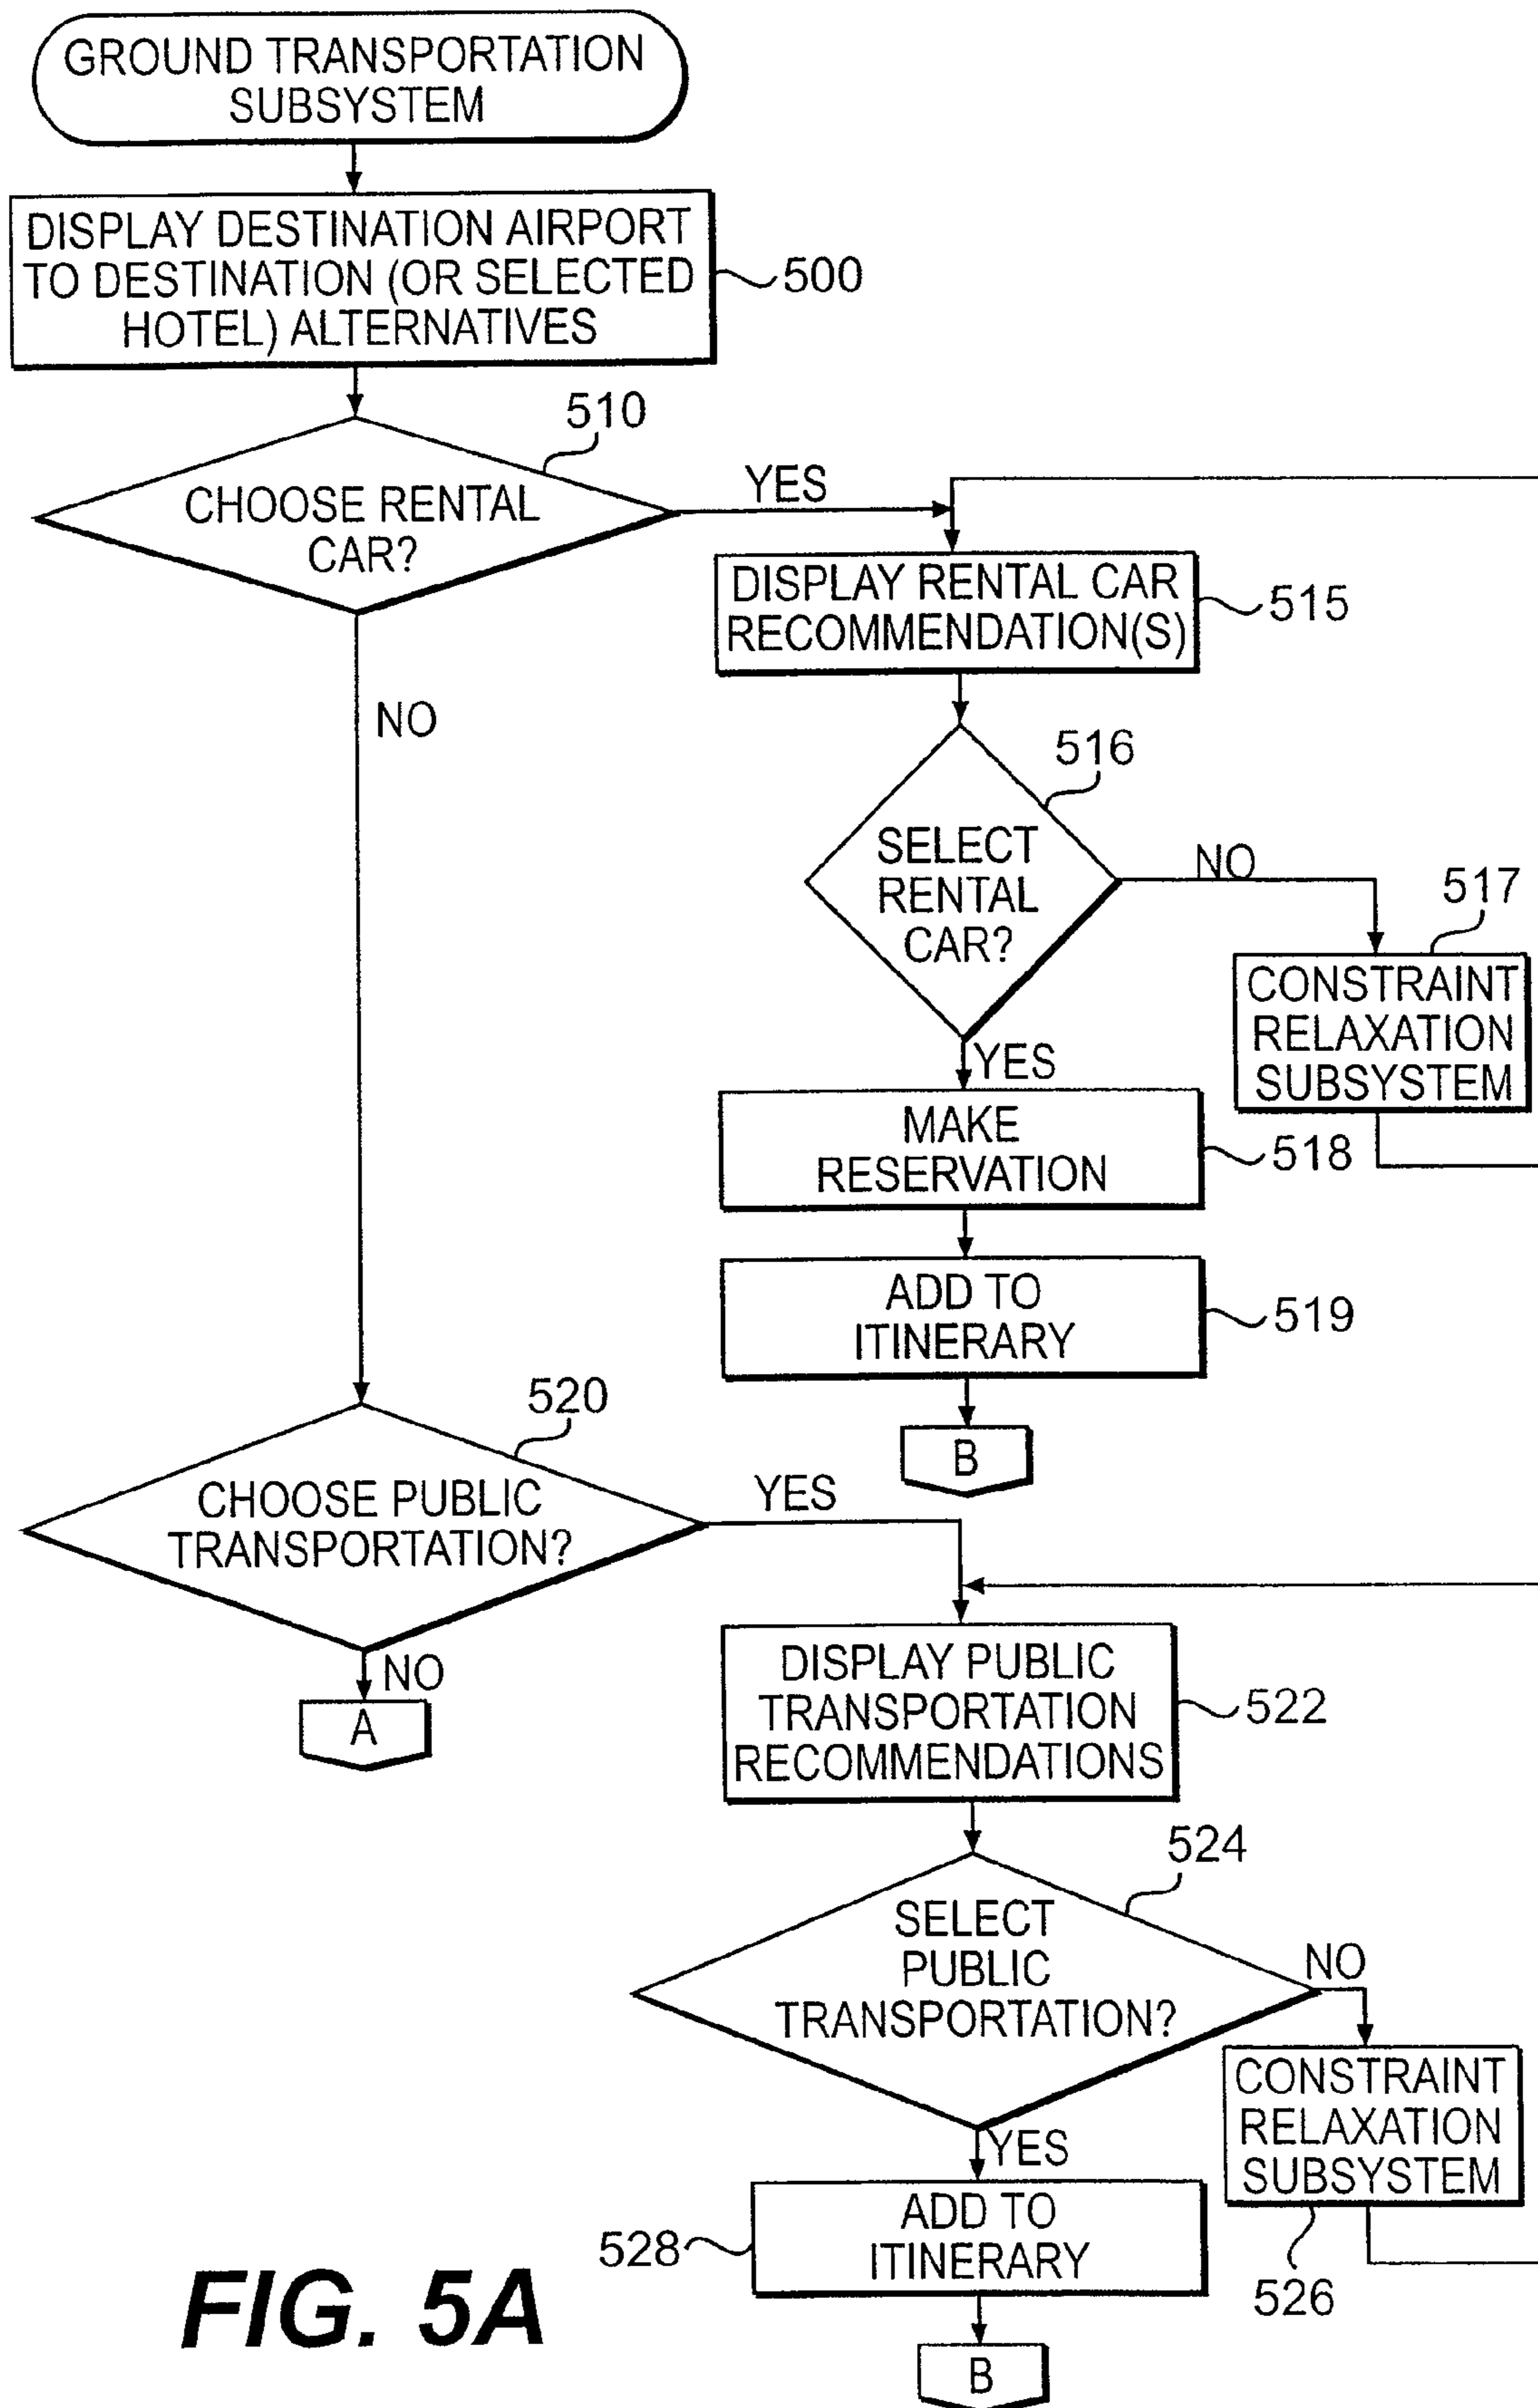 GROUND TRANSPORTATION
SUBSYSTEM
DISPLAY DESTINATION AIRPORT
TO DESTINATION (OR SELECTED
HOTEL) ALTERNATIVES
500
510
CHOOSE RENTAL
CAR?
YES
NO
DISPLAY RENTAL CAR
RECOMMENDATION(S)
515
516
SELECT
RENTAL
CAR?
NO
517
CONSTRAINT
RELAXATION
SUBSYSTEM
YES
MAKE
RESERVATION
518
ADD TO
ITINERARY
519
B
520
CHOOSE PUBLIC
TRANSPORTATION?
YES
NO
A
DISPLAY PUBLIC
TRANSPORTATION
RECOMMENDATIONS
522
524
SELECT
PUBLIC
TRANSPORTATION?
NO
CONSTRAINT
RELAXATION
SUBSYSTEM
526
YES
ADD TO
ITINERARY
528
B
FIG. 5A